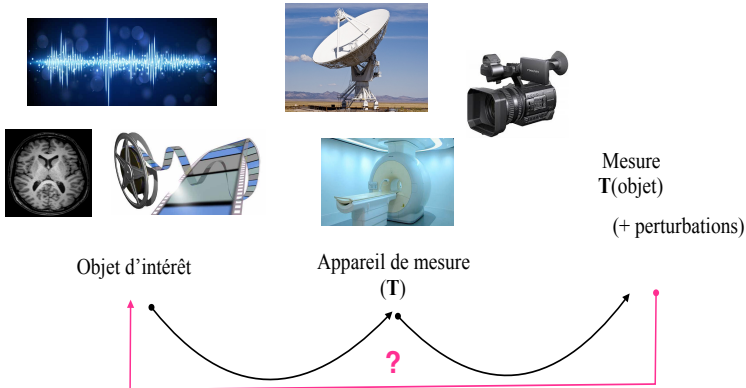 Mesure
T(objet)
(+ perturbations)
Objet d’intérêt
Appareil de mesure
(T)
?